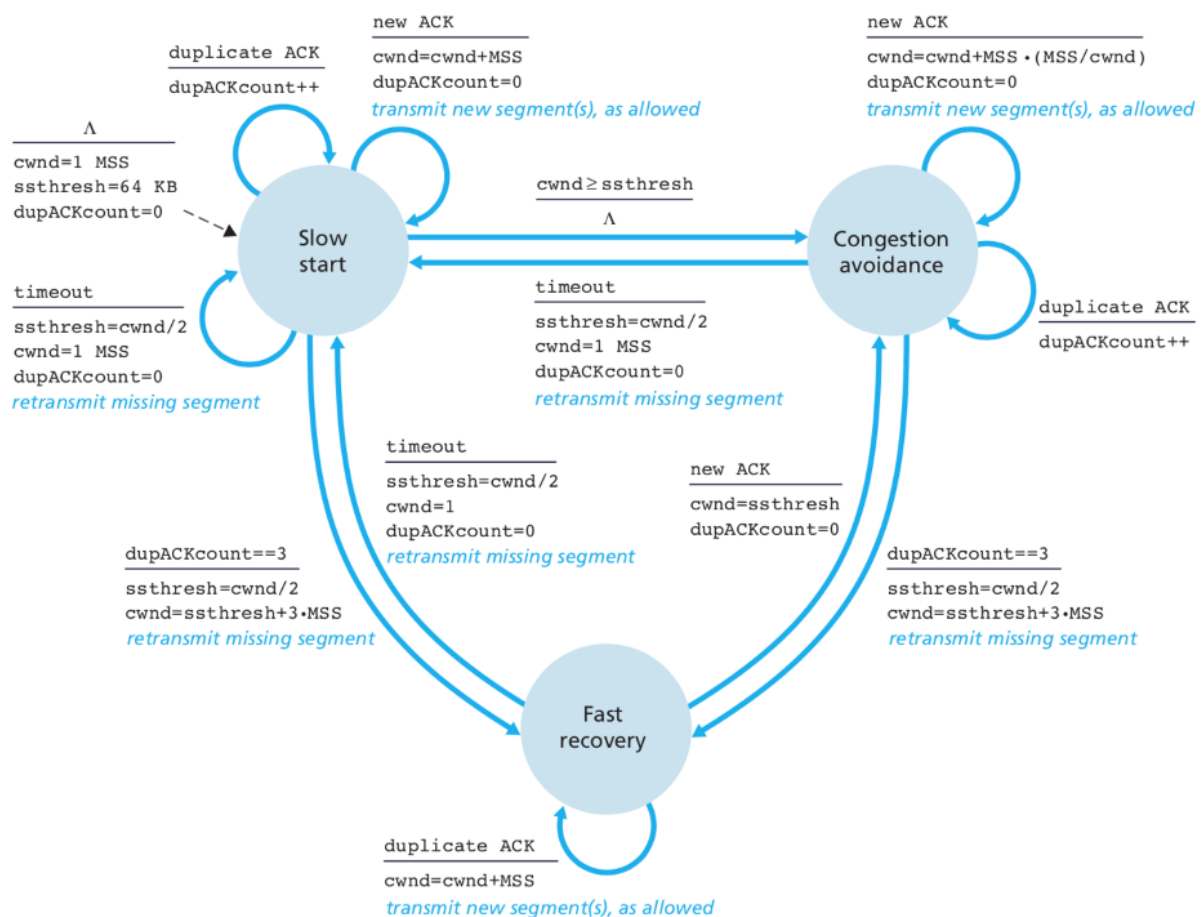 new ACK
cwnd=cwnd+MSS
dupACKcount=0
transmit new segment(s), as allowed
duplicate ACK
dupACKcount++
Λ
cwnd=1 MSS
ssthresh=64 KB
dupACKcount=0
timeout
ssthresh=cwnd/2
cwnd=1 MSS
dupACKcount=0
retransmit missing segment
Slow
start
cwnd≥ssthresh
Λ
timeout
ssthresh=cwnd/2
cwnd=1 MSS
dupACKcount=0
retransmit missing segment
new ACK
cwnd=cwnd+MSS•(MSS/cwnd)
dupACKcount=0
transmit new segment(s), as allowed
Congestion
avoidance
duplicate ACK
dupACKcount++
timeout
ssthresh=cwnd/2
cwnd=1
dupACKcount=0
retransmit missing segment
new ACK
cwnd=ssthresh
dupACKcount=0
dupACKcount==3
ssthresh=cwnd/2
cwnd=ssthresh+3•MSS
retransmit missing segment
dupACKcount==3
ssthresh=cwnd/2
cwnd=ssthresh+3•MSS
retransmit missing segment
Fast
recovery
duplicate ACK
cwnd=cwnd+MSS
transmit new segment(s), as allowed